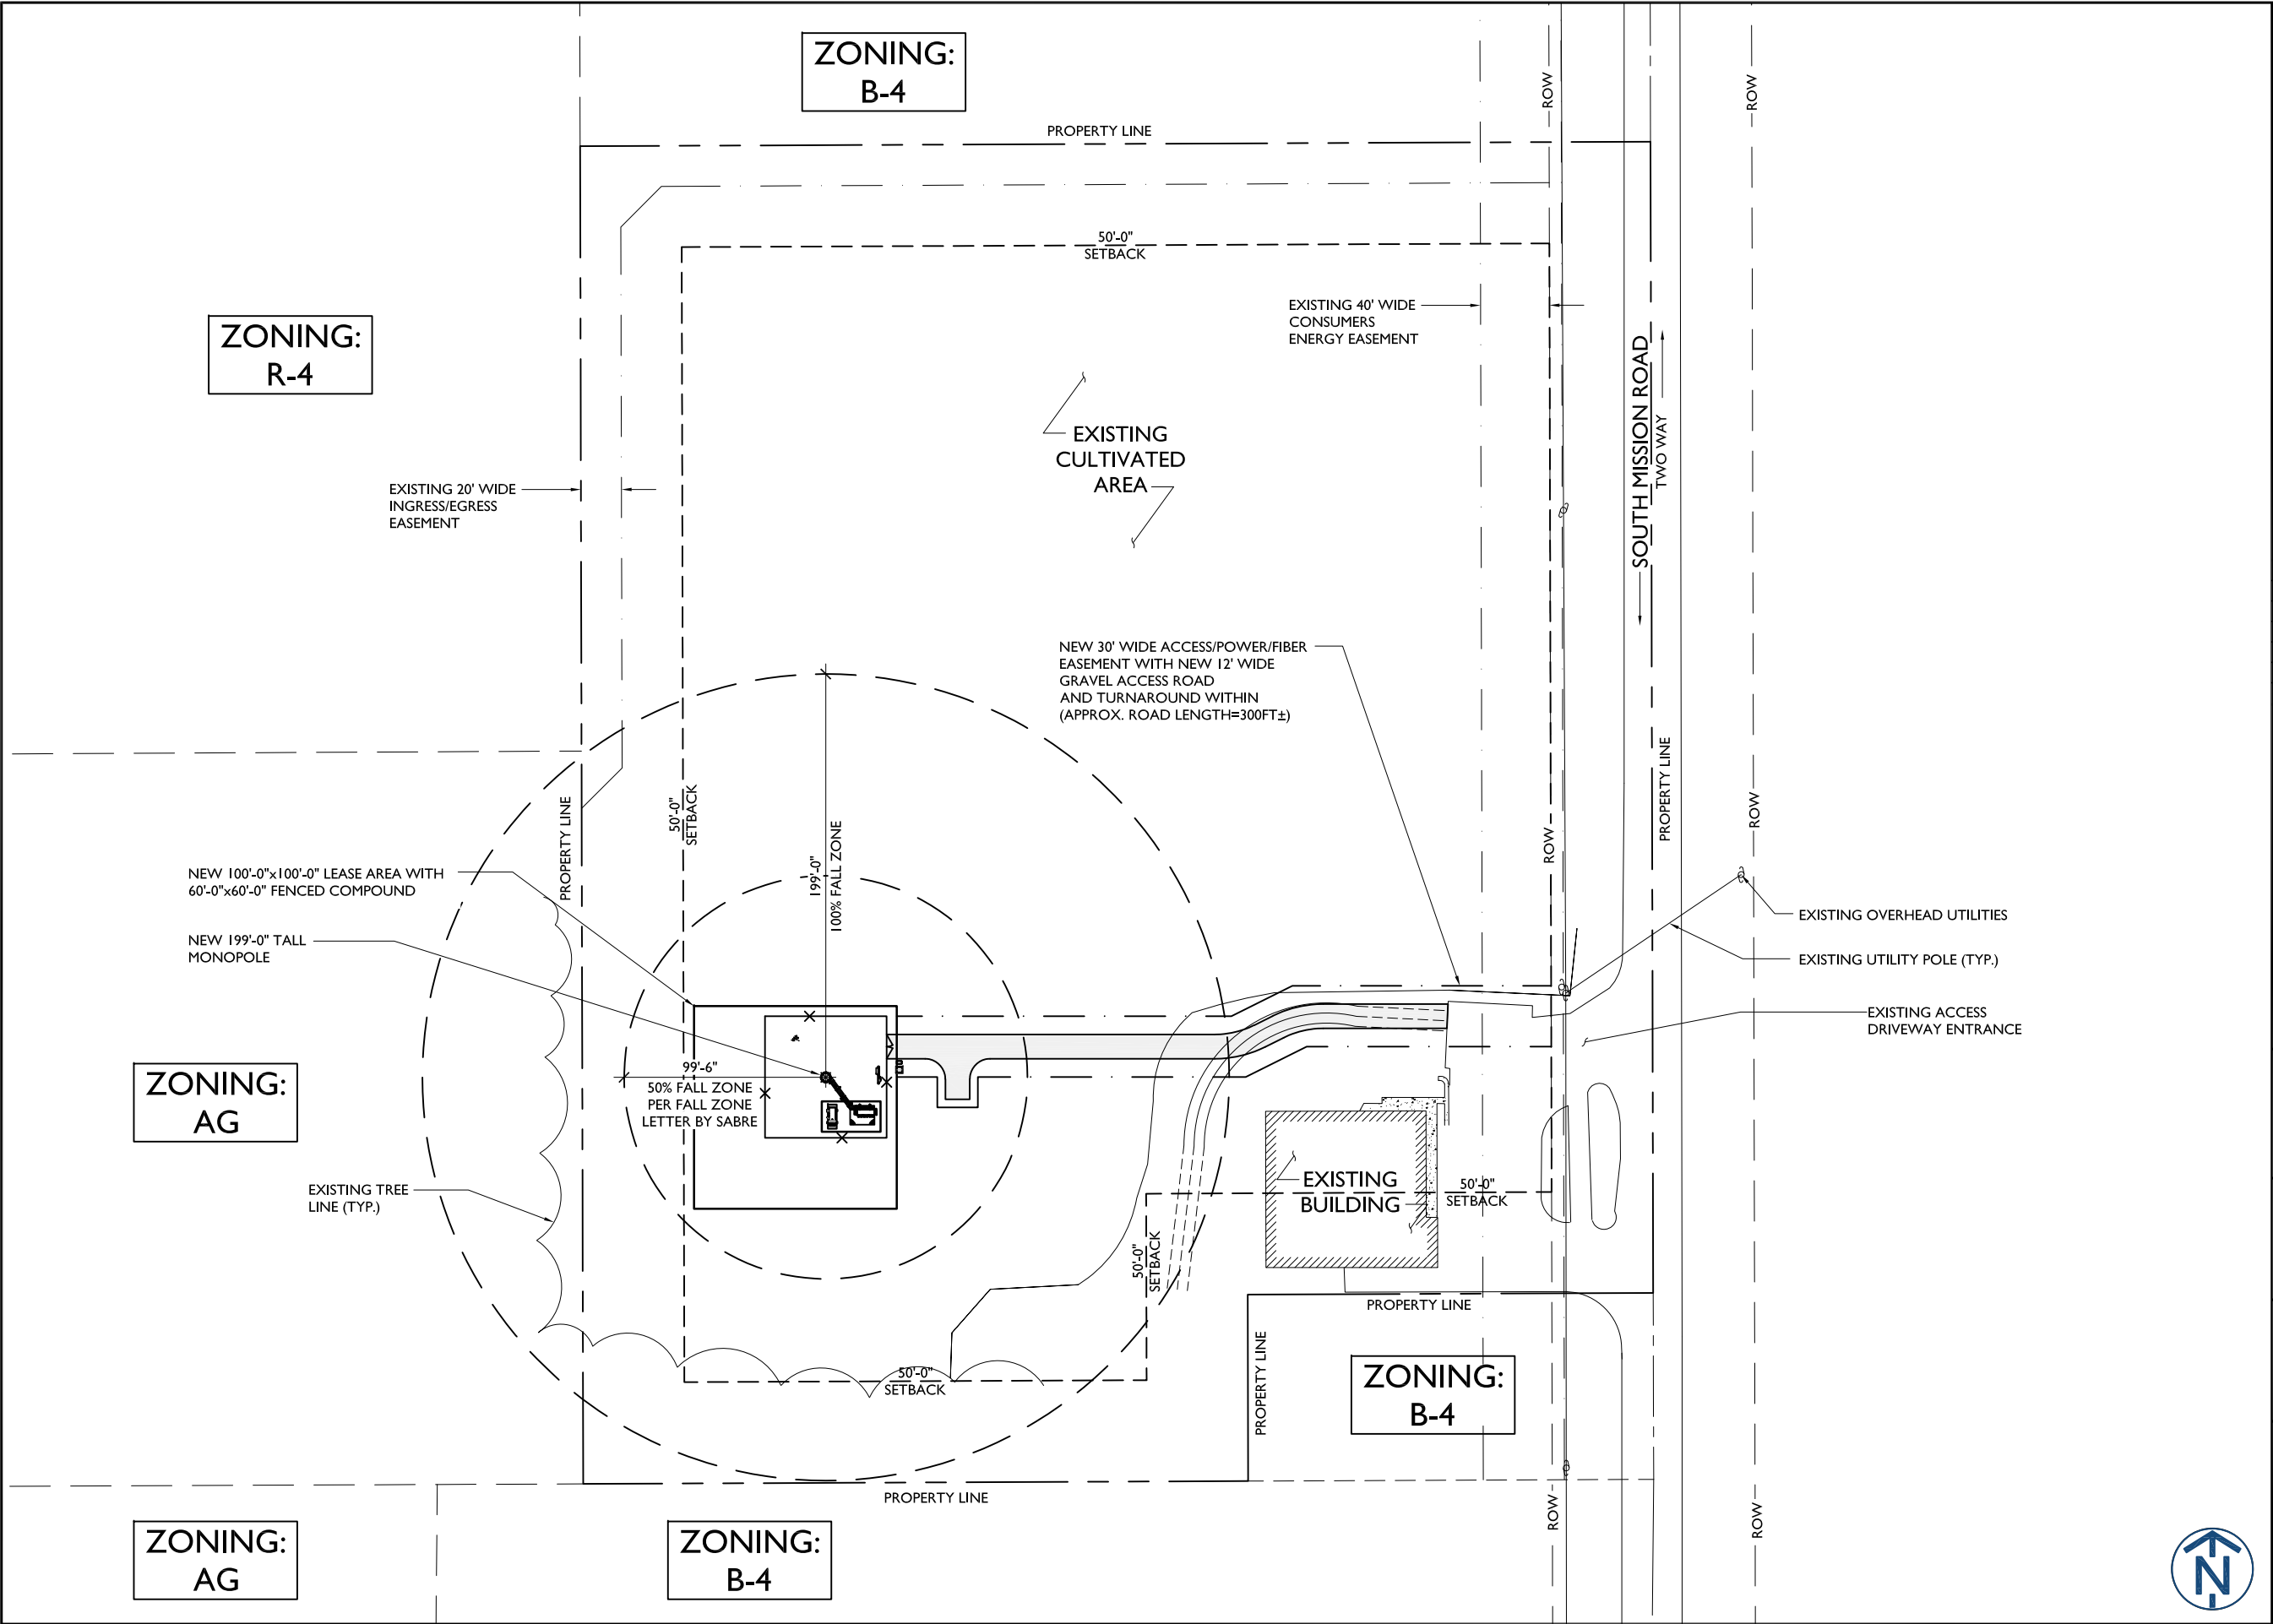 ZONING:
B-4
PROPERTY LINE
ROW
ROW
50'-0"
SETBACK
EXISTING 40' WIDE
CONSUMERS
ENERGY EASEMENT
ZONING:
R-4
SOUTH MISSION ROAD
TWO WAY
EXISTING
CULTIVATED
AREA
EXISTING 20' WIDE
INGRESS/EGRESS
EASEMENT
NEW 30' WIDE ACCESS/POWER/FIBER
EASEMENT WITH NEW 12' WIDE
GRAVEL ACCESS ROAD
AND TURNAROUND WITHIN
(APPROX. ROAD LENGTH=300FT±)
PROPERTY LINE
50'-0"
SETBACK
199'-0"
100% FALL ZONE
ROW
PROPERTY LINE
ROW
NEW 100'-0"x100'-0" LEASE AREA WITH
60'-0"x60'-0" FENCED COMPOUND
NEW 199'-0" TALL
MONOPOLE
EXISTING OVERHEAD UTILITIES
EXISTING UTILITY POLE (TYP.)
EXISTING ACCESS
DRIVEWAY ENTRANCE
99'-6"
50% FALL ZONE
PER FALL ZONE
LETTER BY SABRE
ZONING:
AG
EXISTING TREE
LINE (TYP.)
EXISTING
BUILDING
50'-0"
SETBACK
50'-0"
SETBACK
PROPERTY LINE
PROPERTY LINE
50'-0"
SETBACK
ZONING:
B-4
PROPERTY LINE
ROW
ROW
ZONING:
AG
ZONING:
B-4
N